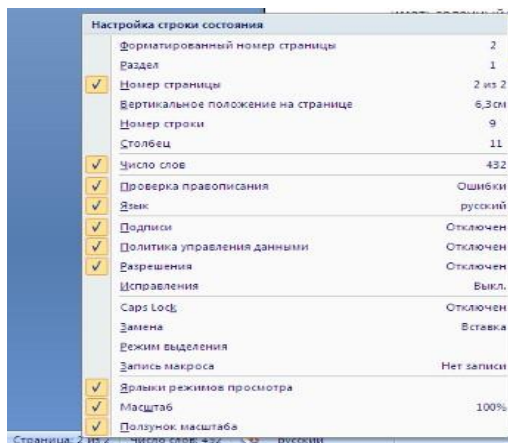 Настройка строки состояния
Форматированный номер страницы 2
Раздел 1
Номер страницы 2 из 2
Вертикальное положение на странице 6,3см
Номер строки 9
Столбец 11
Число слов 432
Проверка правописания Ошибки
Язык русский
Подписи Отключен
Политика управления данными Отключен
Разрешения Отключен
Исправления Выкл.
Caps Lock Отключен
Замена Вставка
Режим выделения
Запись макроса Нет записи
Ярлыки режимов просмотра
Масштаб 100%
Ползунок масштаба
Страница: 2 из 2 Число слов: 432 русский